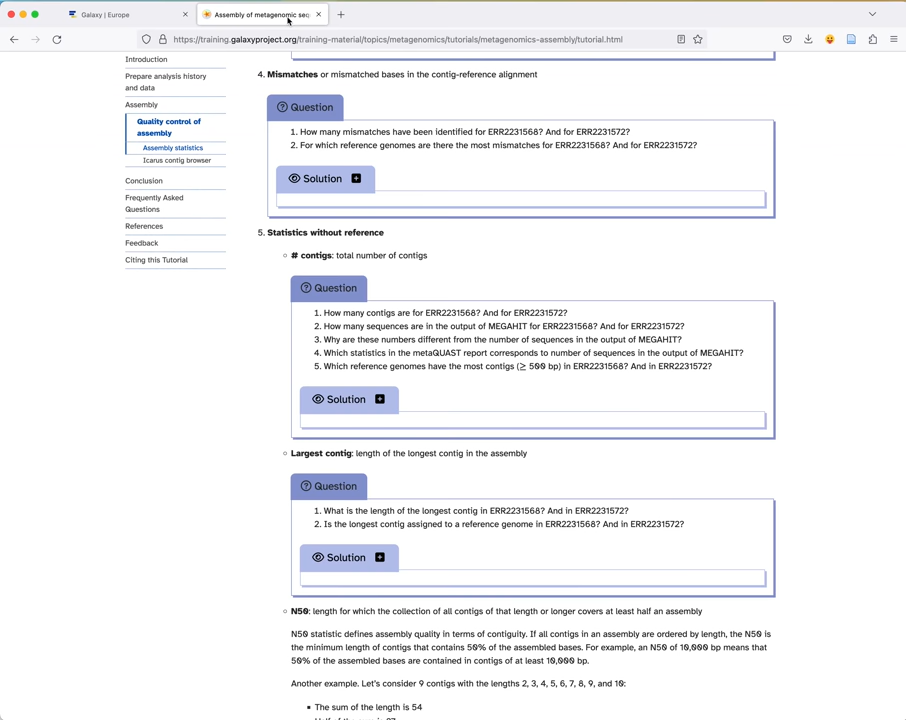 Galaxy | Europe
Assembly of metagenomic seq
https://training.galaxyproject.org/training-material/topics/metagenomics/tutorials/metagenomics-assembly/tutorial.html
Introduction
Prepare analysis history
and data
Assembly
Quality control of
assembly
Assembly statistics
Icarus contig browser
Conclusion
Frequently Asked
Questions
References
Feedback
Citing this Tutorial
4. Mismatches or mismatched bases in the contig-reference alignment
Question
1. How many mismatches have been identified for ERR2231568? And for ERR2231572?
2. For which reference genomes are there the most mismatches for ERR2231568? And for ERR2231572?
Solution
5. Statistics without reference
# contigs: total number of contigs
Question
1. How many contigs are for ERR2231568? And for ERR2231572?
2. How many sequences are in the output of MEGAHIT for ERR2231568? And for ERR2231572?
3. Why are these numbers different from the number of sequences in the output of MEGAHIT?
4. Which statistics in the metaQUAST report corresponds to number of sequences in the output of MEGAHIT?
5. Which reference genomes have the most contigs (≥ 500 bp) in ERR2231568? And in ERR2231572?
Solution
Largest contig: length of the longest contig in the assembly
Question
1. What is the length of the longest contig in ERR2231568? And in ERR2231572?
2. Is the longest contig assigned to a reference genome in ERR2231568? And in ERR2231572?
Solution
N50: length for which the collection of all contigs of that length or longer covers at least half an assembly
N50 statistic defines assembly quality in terms of contiguity. If all contigs in an assembly are ordered by length, the N50 is
the minimum length of contigs that contains 50% of the assembled bases. For example, an N50 of 10,000 bp means that
50% of the assembled bases are contained in contigs of at least 10,000 bp.
Another example. Let's consider 9 contigs with the lengths 2, 3, 4, 5, 6, 7, 8, 9, and 10:
The sum of the length is 54